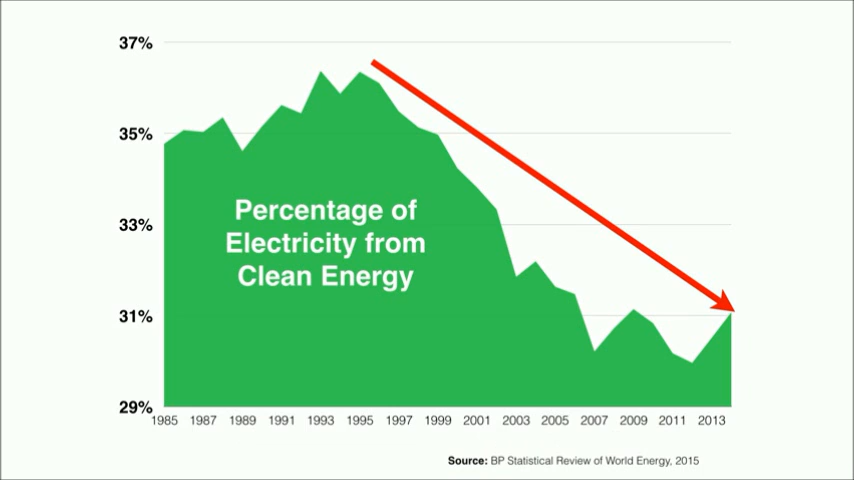 37%
35%
33%
31%
29%
Percentage of
Electricity from
Clean Energy
1985 1987 1989 1991 1993 1995 1997 1999 2001 2003 2005 2007 2009 2011 2013
Source: BP Statistical Review of World Energy, 2015